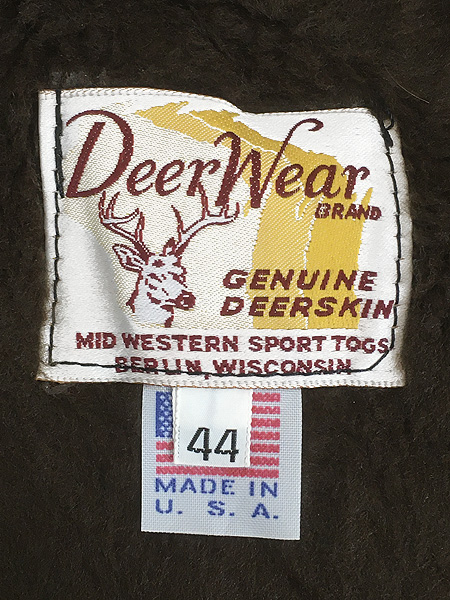 DeerWear
BRAND
GENUINE
DEERSKIN
MID WESTERN SPORT TOGS
BERLIN, WISCONSIN
44
MADE IN
U. S. A.